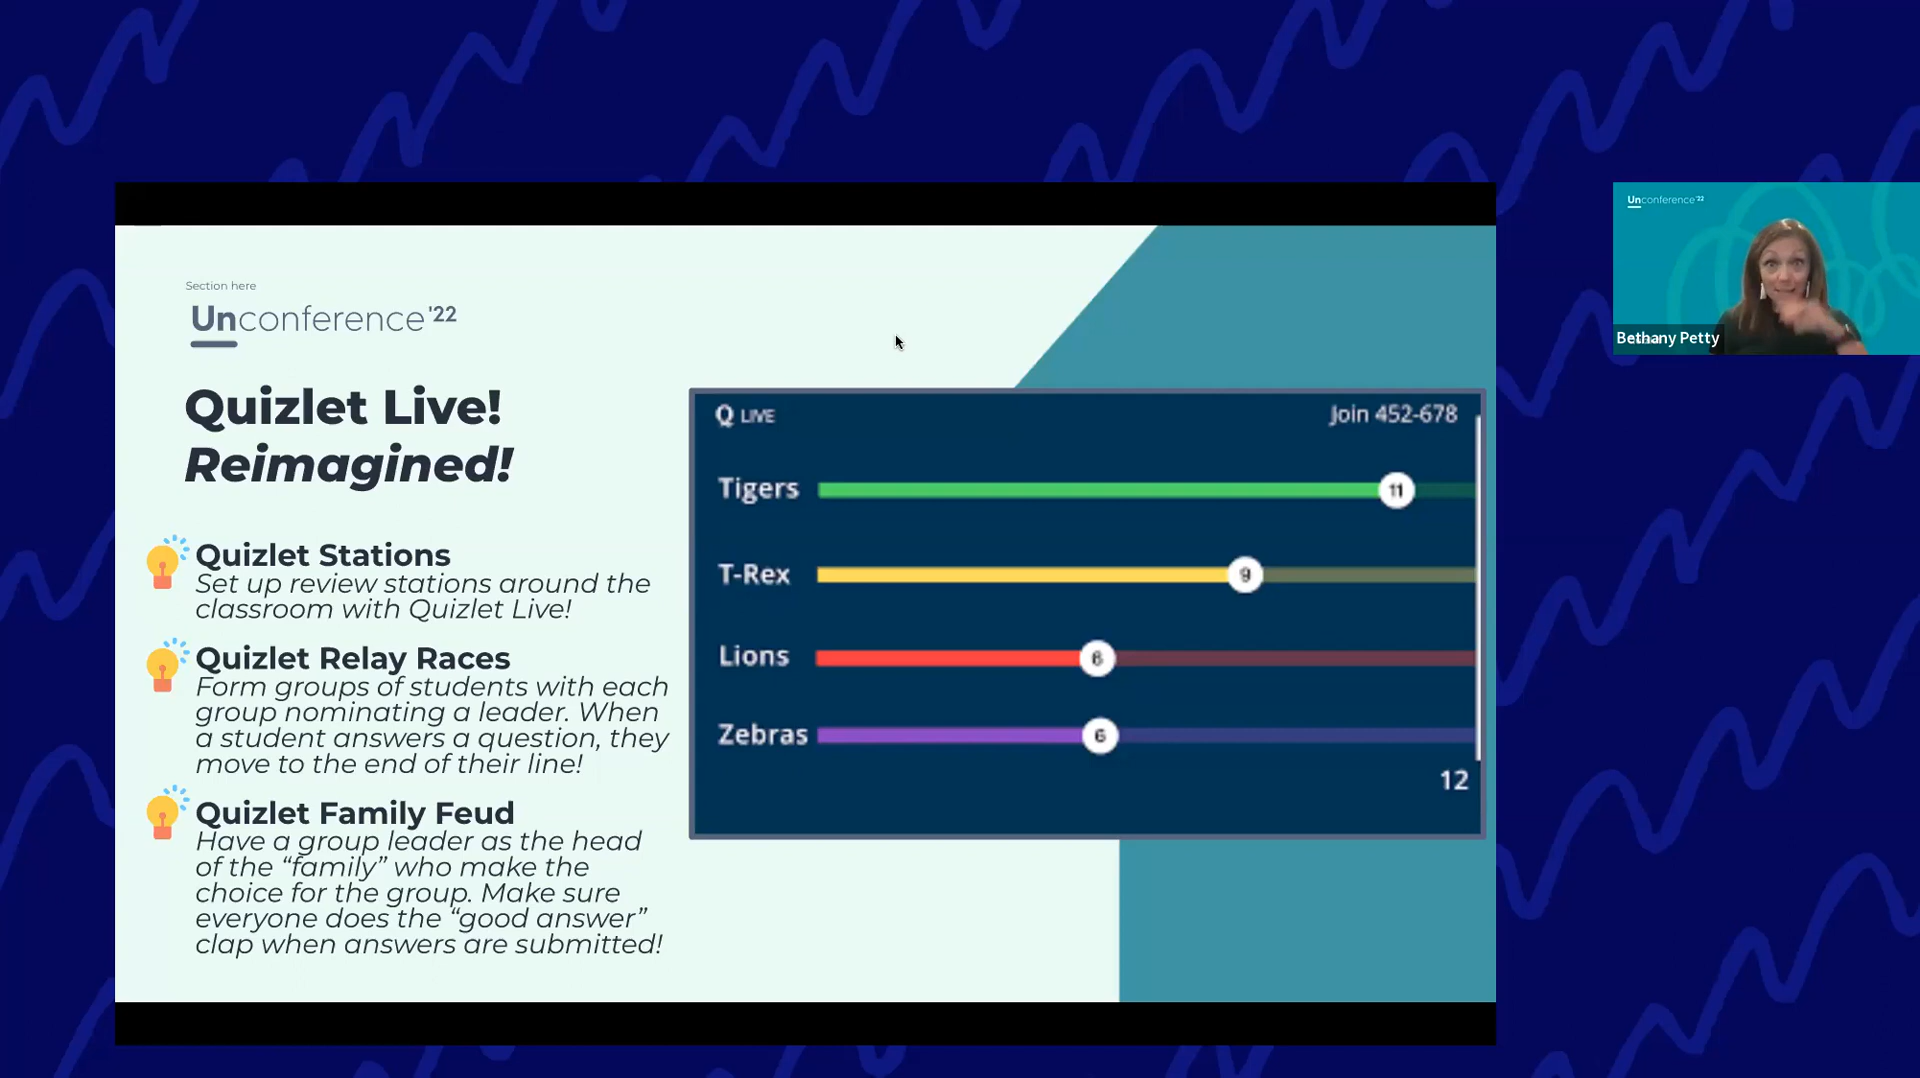 Section here
Unconference '22
Quizlet Live!
Reimagined!
Quizlet Stations
Set up review stations around the
classroom with Quizlet Live!
Quizlet Relay Races
Form groups of students with each
group nominating a leader. When
a student answers a question, they
move to the end of their line!
Quizlet Family Feud
Have a group leader as the head
of the “family” who make the
choice for the group. Make sure
everyone does the “good answer”
clap when answers are submitted!
Q LIVE
Join 452-678
Tigers 11
T-Rex 9
Lions 6
Zebras 6
12
Unconference '22
Bethany Petty